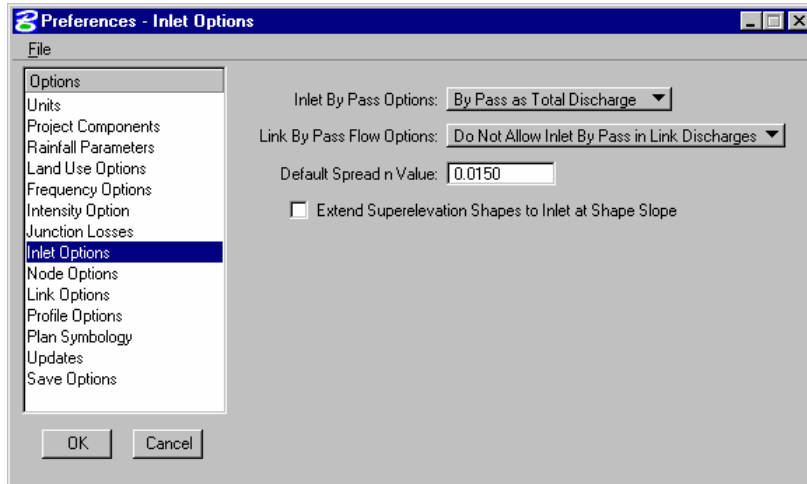 Preferences - Inlet Options
File
Options
Units
Project Components
Rainfall Parameters
Land Use Options
Frequency Options
Intensity Option
Junction Losses
Inlet Options
Node Options
Link Options
Profile Options
Plan Symbology
Updates
Save Options
Inlet By Pass Options: By Pass as Total Discharge
Link By Pass Flow Options: Do Not Allow Inlet By Pass in Link Discharges
Default Spread n Value: 0.0150
Extend Superelevation Shapes to Inlet at Shape Slope
OK Cancel